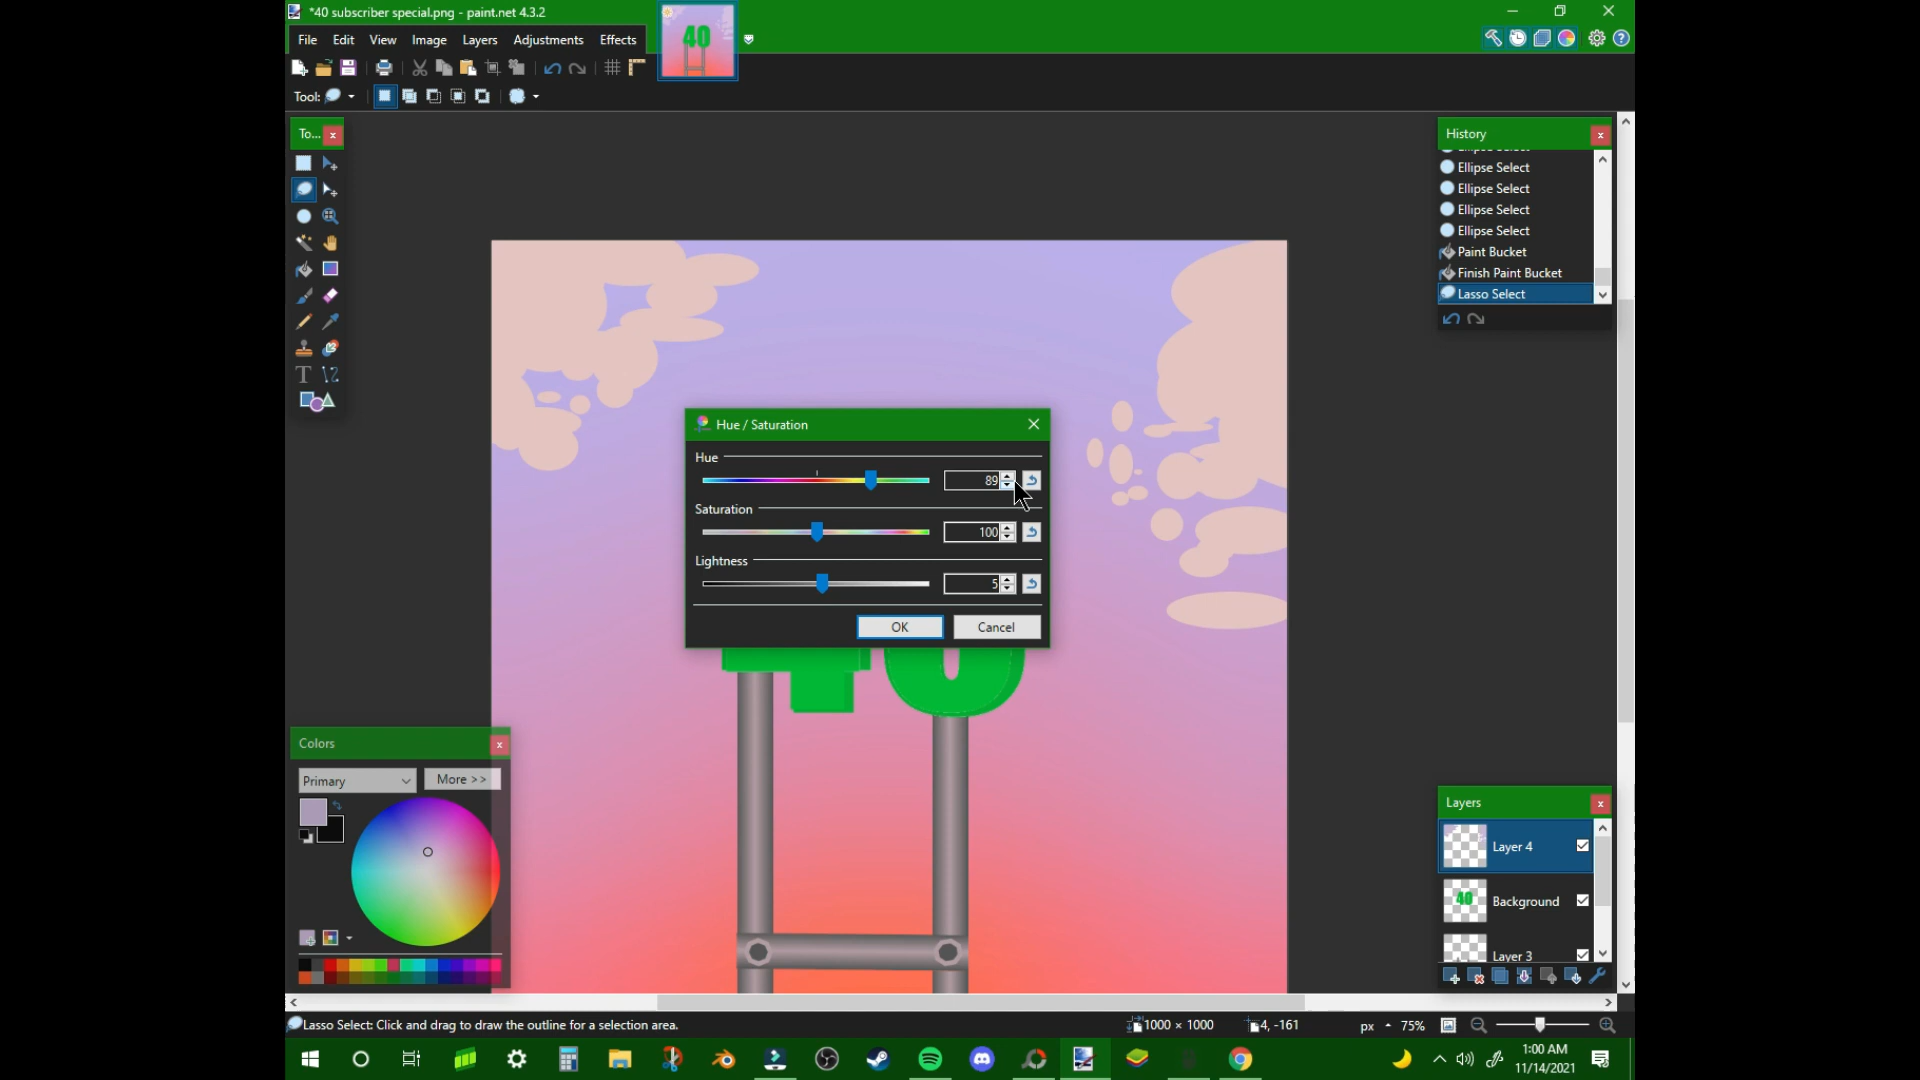 *40 subscriber special.png - paint.net 4.3.2
File Edit View Image Layers Adjustments Effects
40
Tool:
To...
History
Ellipse Select
Ellipse Select
Ellipse Select
Ellipse Select
Paint Bucket
Finish Paint Bucket
Lasso Select
Hue / Saturation
Hue
89
Saturation
100
Lightness
5
OK Cancel
Colors
Primary More >>
Layers
Layer 4
40 Background
Layer 3
Lasso Select: Click and drag to draw the outline for a selection area.
1000 × 1000 4, -161 px 75%
1:00 AM
11/14/2021